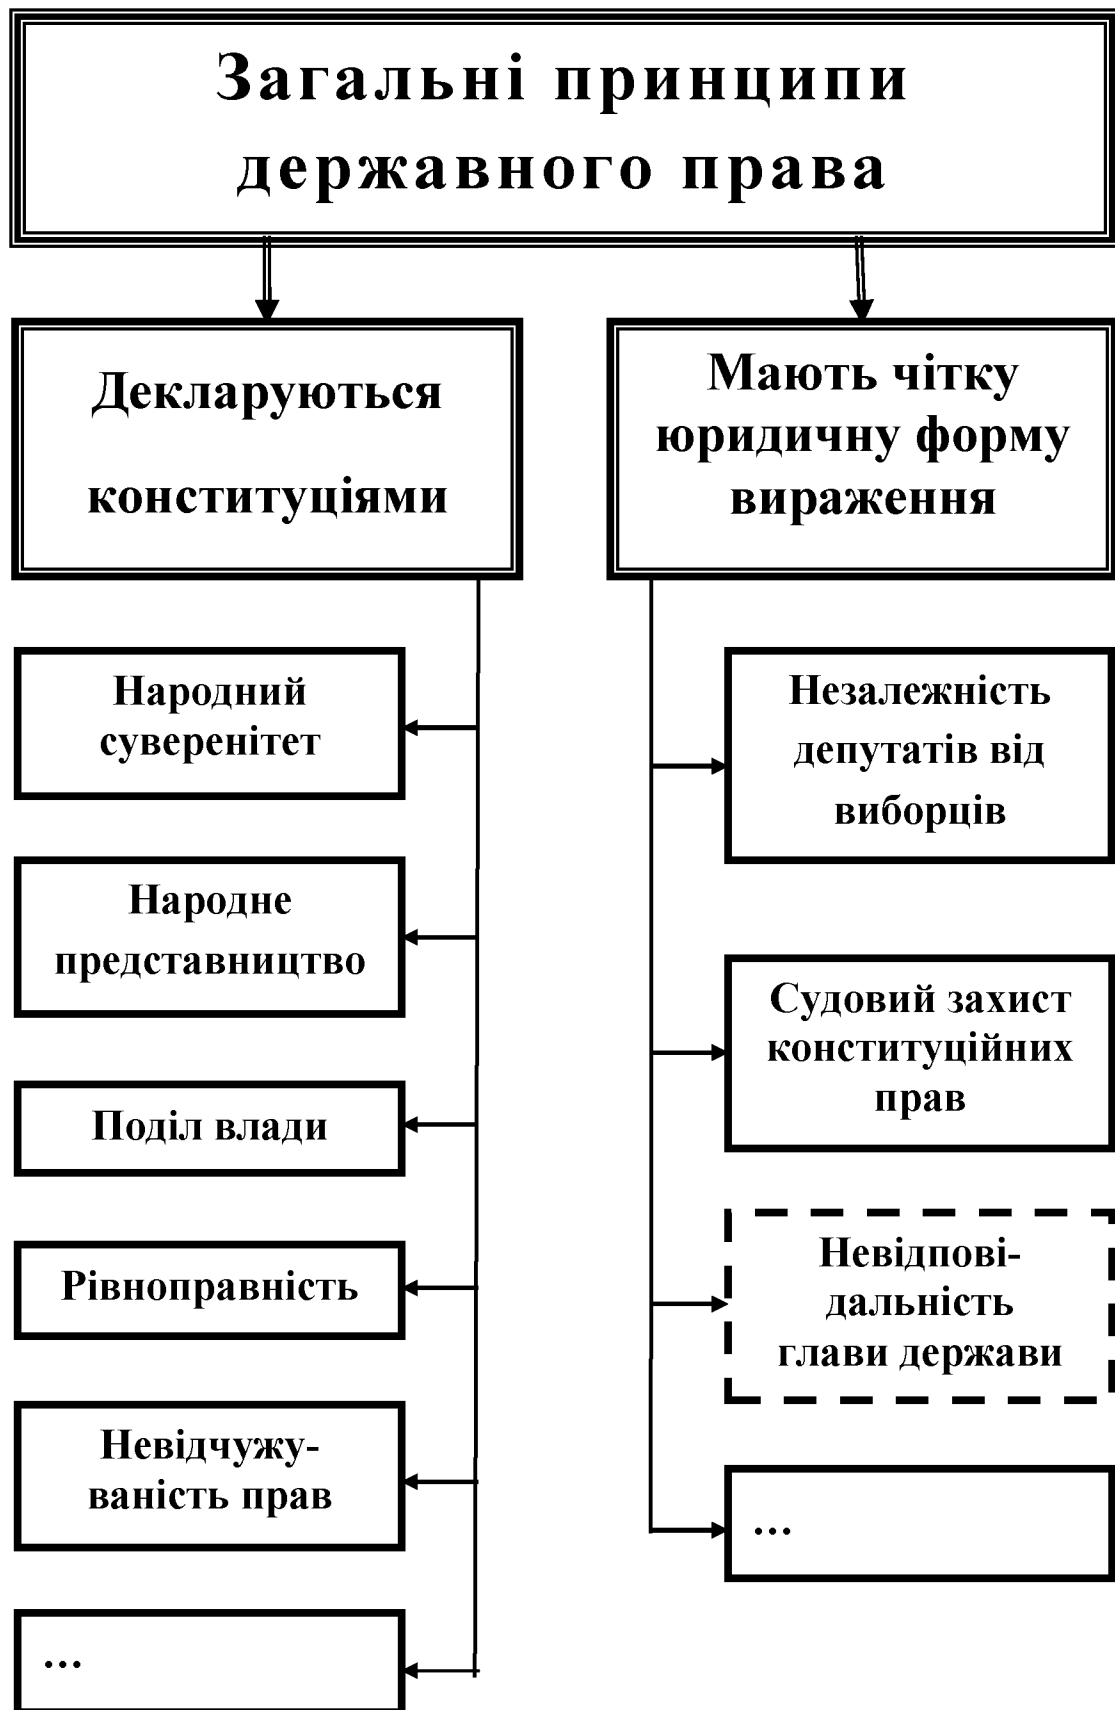 Загальні принципи
державного права
Декларуються
конституціями
Мають чітку
юридичну форму
вираження
Народний
суверенітет
Народне
представництво
Поділ влади
Рівноправність
Невідчужу-
ваність прав
...
Незалежність
депутатів від
виборців
Судовий захист
конституційних
прав
Невідпові-
дальність
глави держави
...